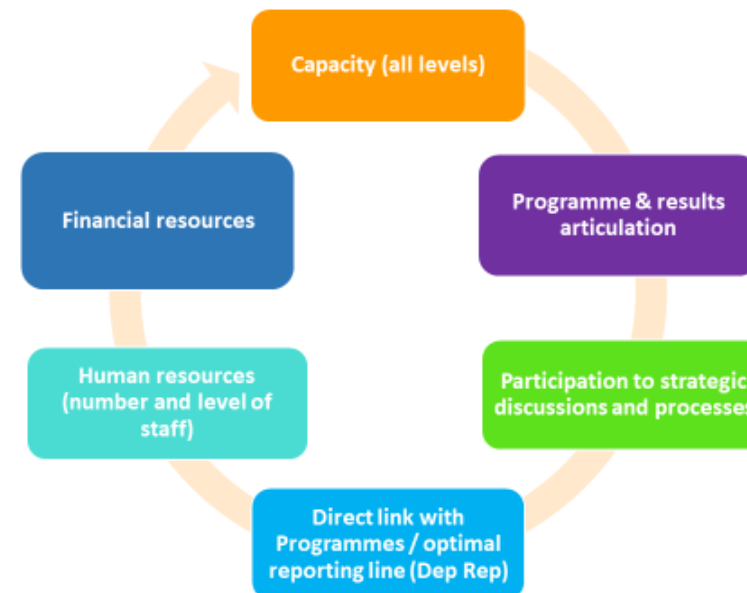 Capacity (all levels)
Programme & results
articulation
Participation to strategic
discussions and processes
Direct link with
Programmes / optimal
reporting line (Dep Rep)
Human resources
(number and level of
staff)
Financial resources